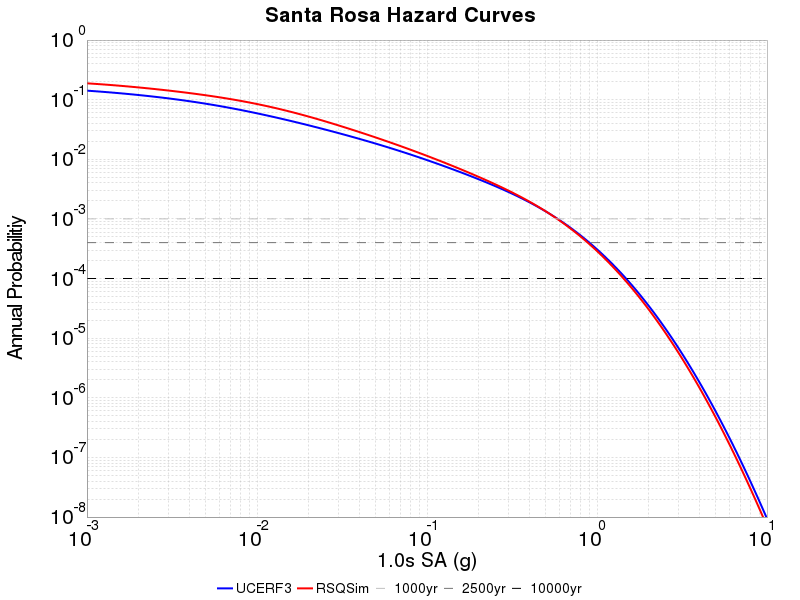 Santa Rosa Hazard Curves
10^0
10^-1
10^-2
10^-3
10^-4
10^-5
10^-6
10^-7
10^-8
Annual Probabilitiy
10^-3 10^-2 10^-1 10^0 10^1
1.0s SA (g)
UCERF3 RSQSim 1000yr 2500yr 10000yr